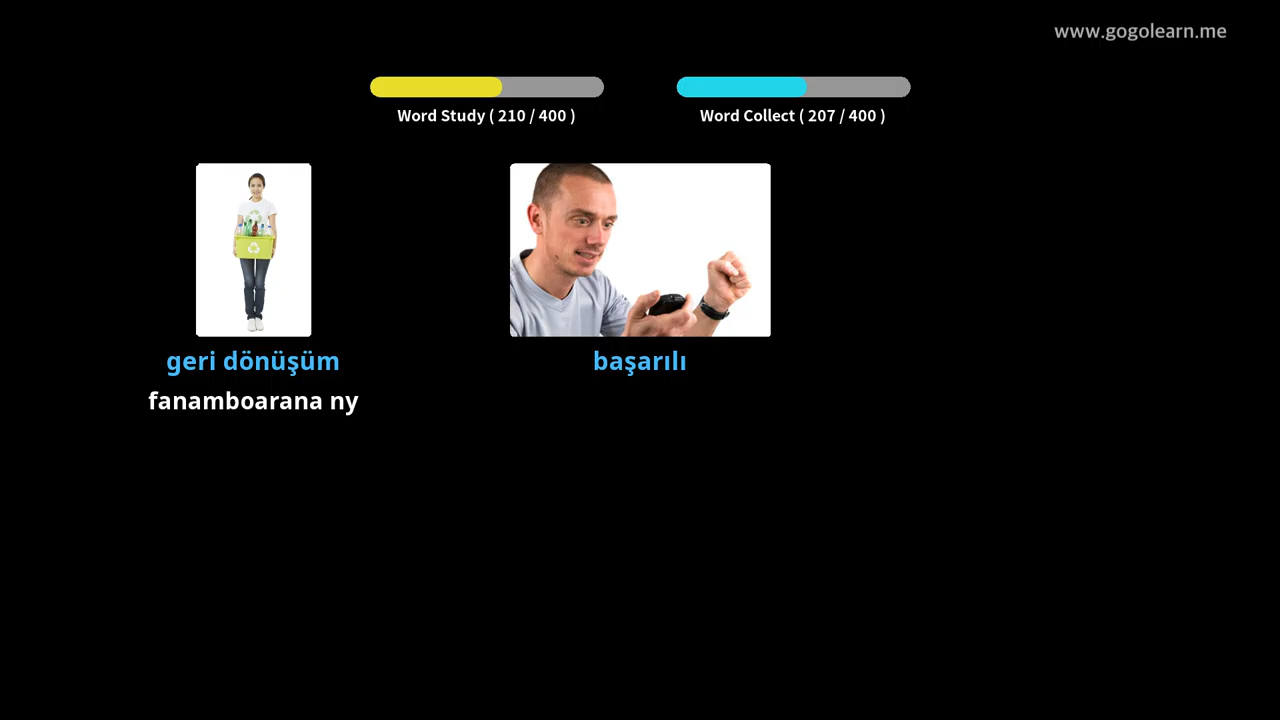 www.gogolearn.me
Word Study ( 210 / 400 )
Word Collect ( 207 / 400 )
geri dönüşüm
fanamboarana ny
başarılı